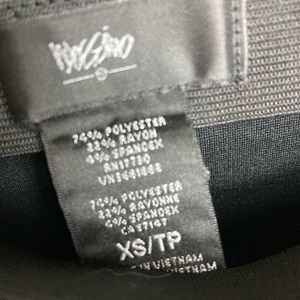 Mossimo
74% POLYESTER
22% RAYON
4% SPANDEX
RN17730
74% POLYESTER
22% RAYONNE
4% SPANDEX
CA57147
XS/TP
IN VIETNAM
VIETNAM